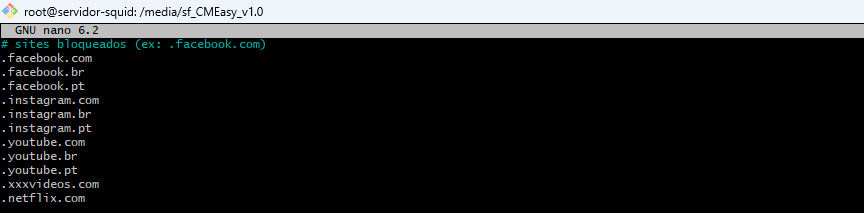 root@servidor-squid: /media/sf_CMEasy_v1.0
GNU nano 6.2
# sites bloqueados (ex: .facebook.com)
.facebook.com
.facebook.br
.facebook.pt
.instagram.com
.instagram.br
.instagram.pt
.youtube.com
.youtube.br
.youtube.pt
.xxxvideos.com
.netflix.com